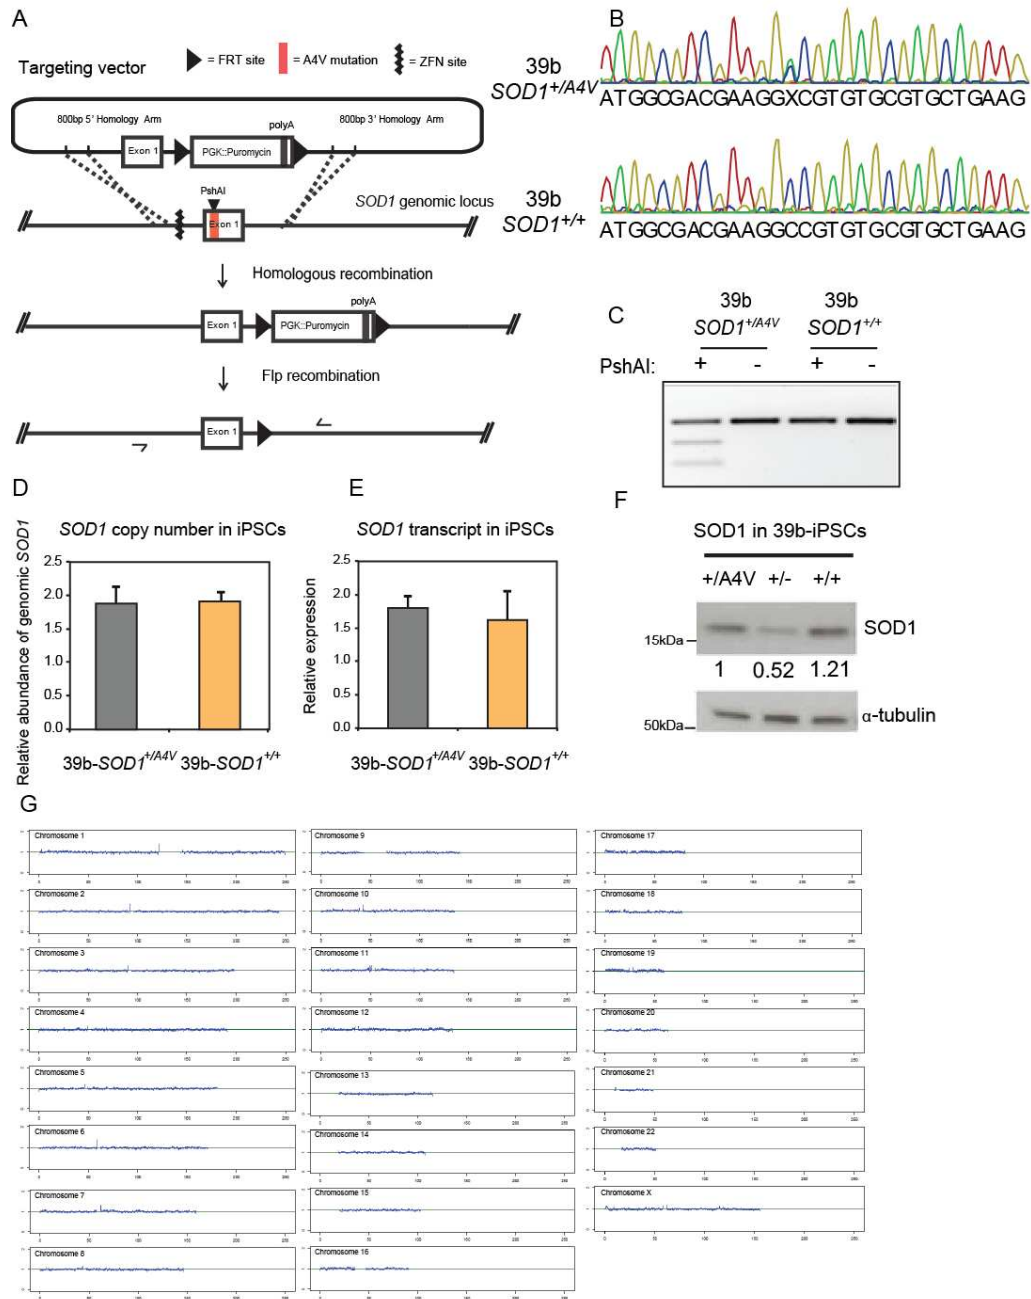 A
B
= FRT site
= A4V mutation
= ZFN site
Targeting vector
39b
SOD1+/A4V
ATGGCGACGAAGGXCGTGTGCGTGCTGAAG
800bp 5' Homology Arm
polyA
800bp 3' Homology Arm
Exon 1
PGK::Puromycin
PshAI
SOD1 genomic locus
Exon 1
39b
SOD1+/+
ATGGCGACGAAGGCCGTGTGCGTGCTGAAG
Homologous recombination
polyA
Exon 1
PGK::Puromycin
Flp recombination
Exon 1
C
39b
SOD1+/A4V
39b
SOD1+/+
PshAI:
+
-
+
-
D
SOD1 copy number in iPSCs
Relative abundance of genomic SOD1
2.5
2.0
1.5
1.0
0.5
0.0
39b-SOD1+/A4V
39b-SOD1+/+
E
SOD1 transcript in iPSCs
Relative expression
2.5
2.0
1.5
1.0
0.5
0.0
39b-SOD1+/A4V
39b-SOD1+/+
F
SOD1 in 39b-iPSCs
+/A4V
+/-
+/+
15kDa
SOD1
1
0.52
1.21
50kDa
α-tubulin
G
Chromosome 1
Chromosome 2
Chromosome 3
Chromosome 4
Chromosome 5
Chromosome 6
Chromosome 7
Chromosome 8
Chromosome 9
Chromosome 10
Chromosome 11
Chromosome 12
Chromosome 13
Chromosome 14
Chromosome 15
Chromosome 16
Chromosome 17
Chromosome 18
Chromosome 19
Chromosome 20
Chromosome 21
Chromosome 22
Chromosome X